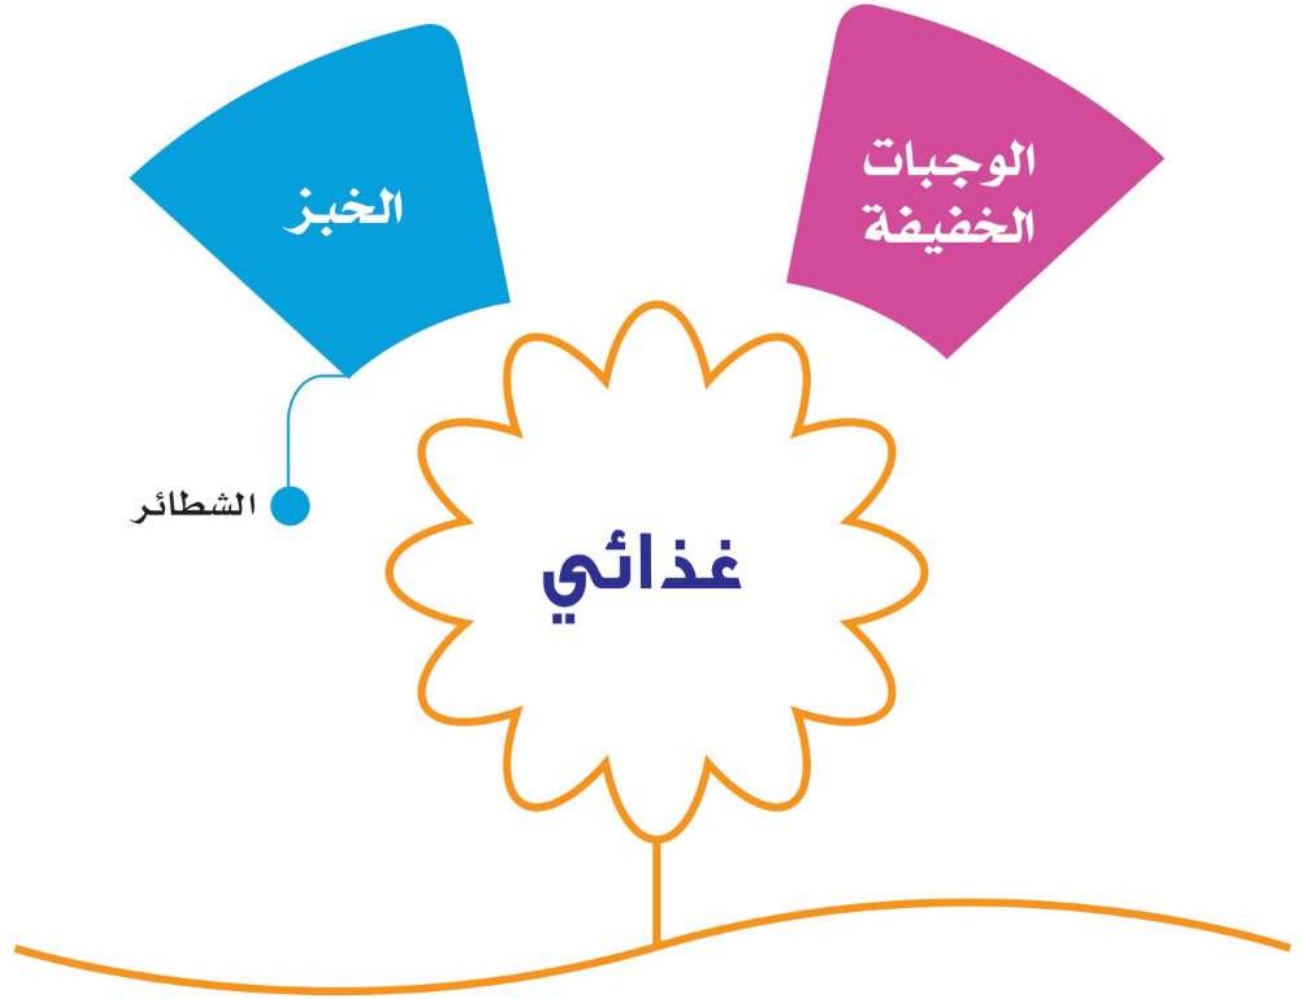 الوجبات
الخفيفة
الخبز
الشطائر
غذائي